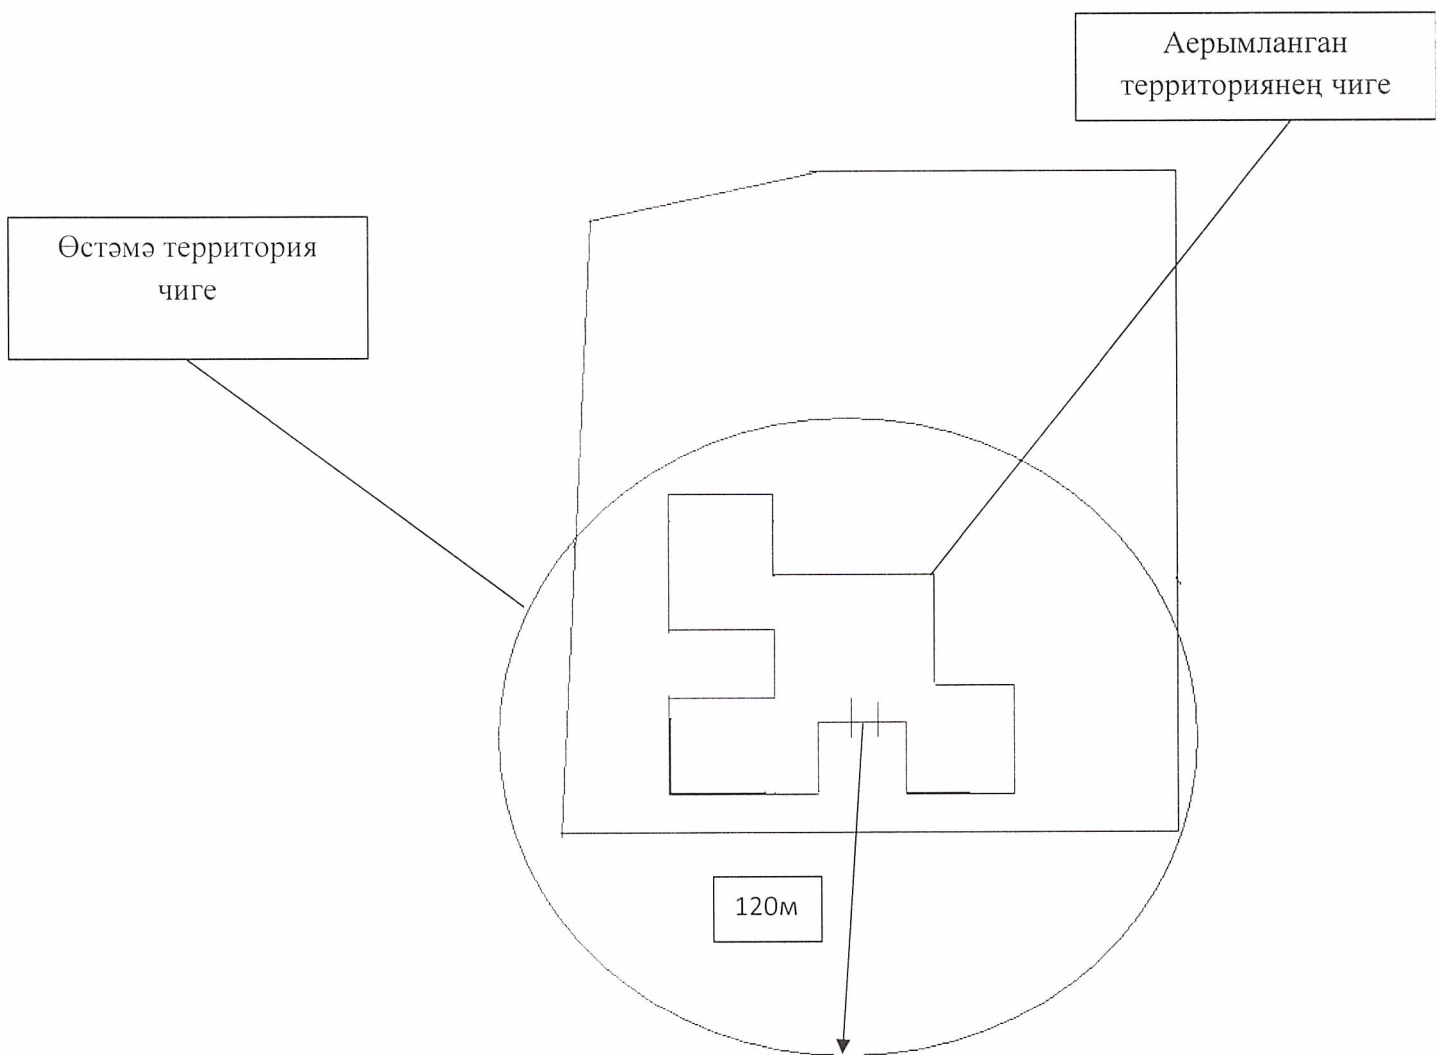 Аерымланган
территориянең чиге
Өстәмә территория
чиге
120м